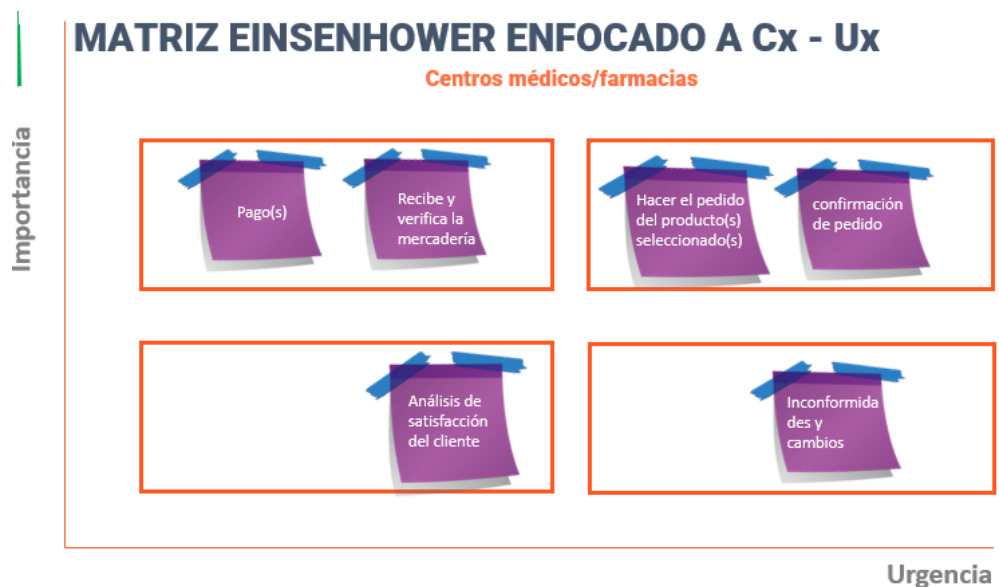 MATRIZ EINSENHOWER ENFOCADO A Cx - Ux
Centros médicos/farmacias
Importancia
Pago(s)
Recibe y
verifica la
mercadería
Hacer el pedido
del producto(s)
seleccionado(s)
confirmación
de pedido
Análisis de
satisfacción
del cliente
Inconformida
des y
cambios
Urgencia